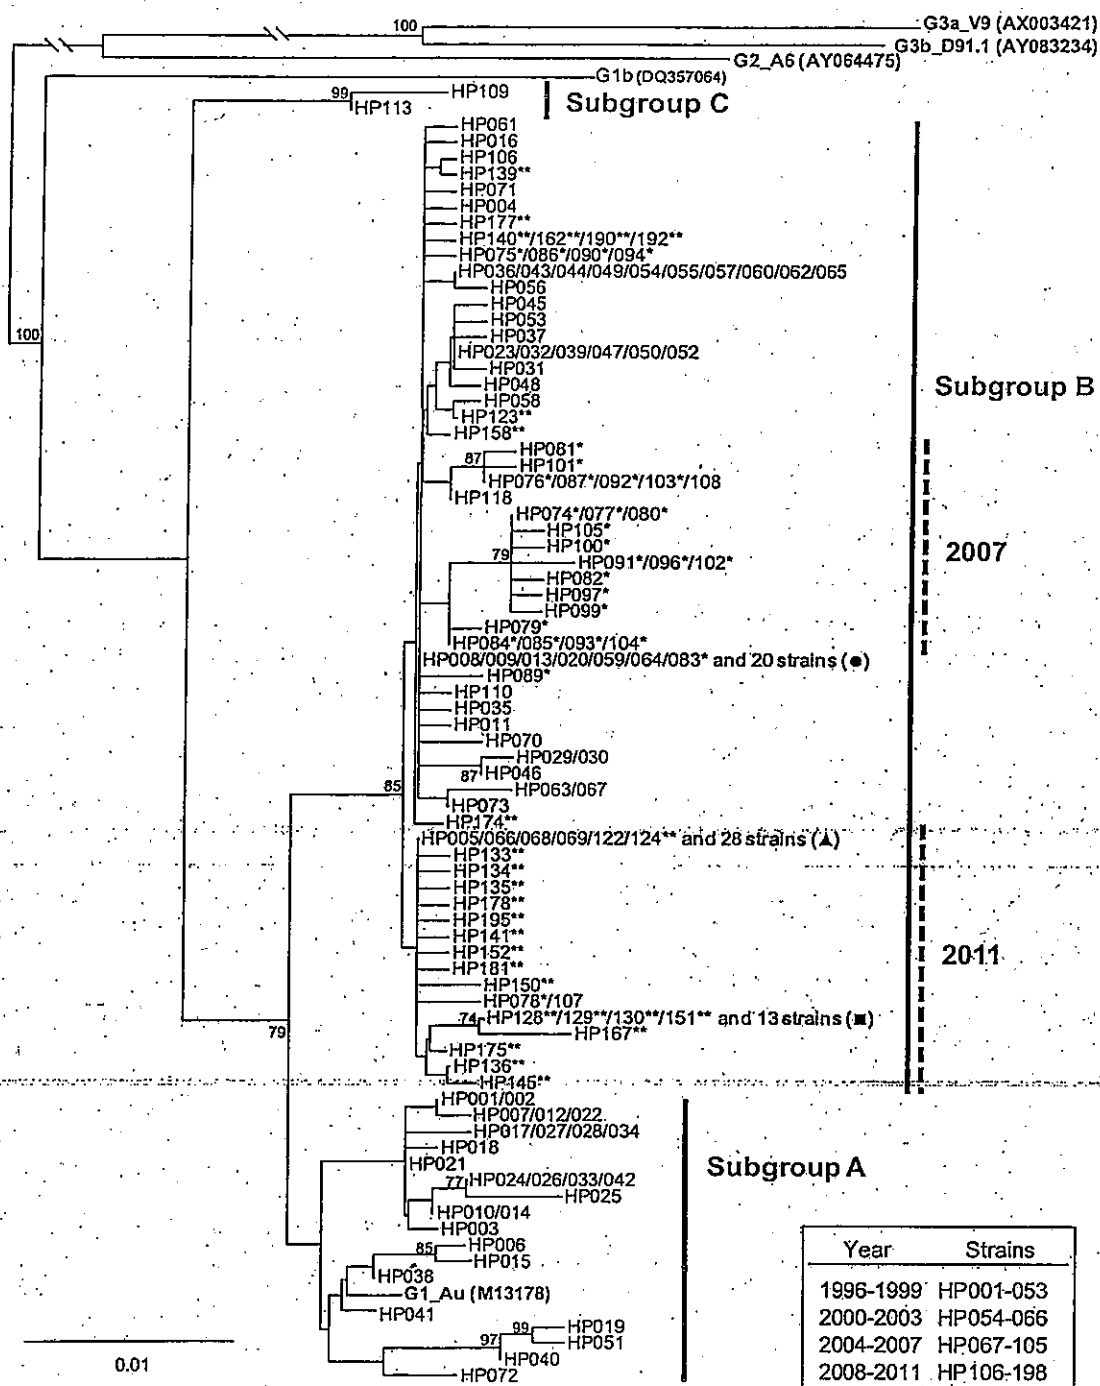 100
G3a_V9 (AX003421)
G3b_D91.1 (AY083234)
G2_A6 (AY064475)
G1b (DQ357064)
99
HP109
HP113
Subgroup C
HP061
HP016
HP106
HP139**
HP071
HP004
HP177**
HP140**/162**/190**/192**
HP075*/086*/090*/094*
HP036/043/044/049/054/055/057/060/062/065
HP056
HP045
HP053
100
HP037
HP023/032/039/047/050/052
HP031
HP048
Subgroup B
HP058
HP123**
HP158**
HP081*
87
HP101*
HP076*/087*/092*/103*/108
HP118
HP074*/077*/080*
HP105*
HP100*
79
2007
HP091*/096*/102*
HP082*
HP097*
HP099*
HP079*
HP084*/085*/093*/104*
HP008/009/013/020/059/064/083* and 20 strains (●)
HP089*
HP110
HP035
HP011
HP070
HP029/030
87
HP046
85
HP063/067
HP073
HP174**
HP005/066/068/069/122/124** and 28 strains (▲)
HP133**
HP134**
HP135**
HP178**
HP195**
HP141**
HP152**
2011
HP181**
HP150**
HP078*/107
74
HP128**/129**/130**/151** and 13 strains (■)
79
HP167**
HP175**
HP136**
HP145**
HP001/002
HP007/012/022
HP017/027/028/034
HP018
HP021
Subgroup A
77
HP024/026/033/042
HP025
HP010/014
HP003
85
HP006
HP015
HP038
G1_Au (M13178)
HP041
99
HP019
HP051
97
HP040
HP072
0.01
Year Strains
1996-1999 HP001-053
2000-2003 HP054-066
2004-2007 HP067-105
2008-2011 HP106-198